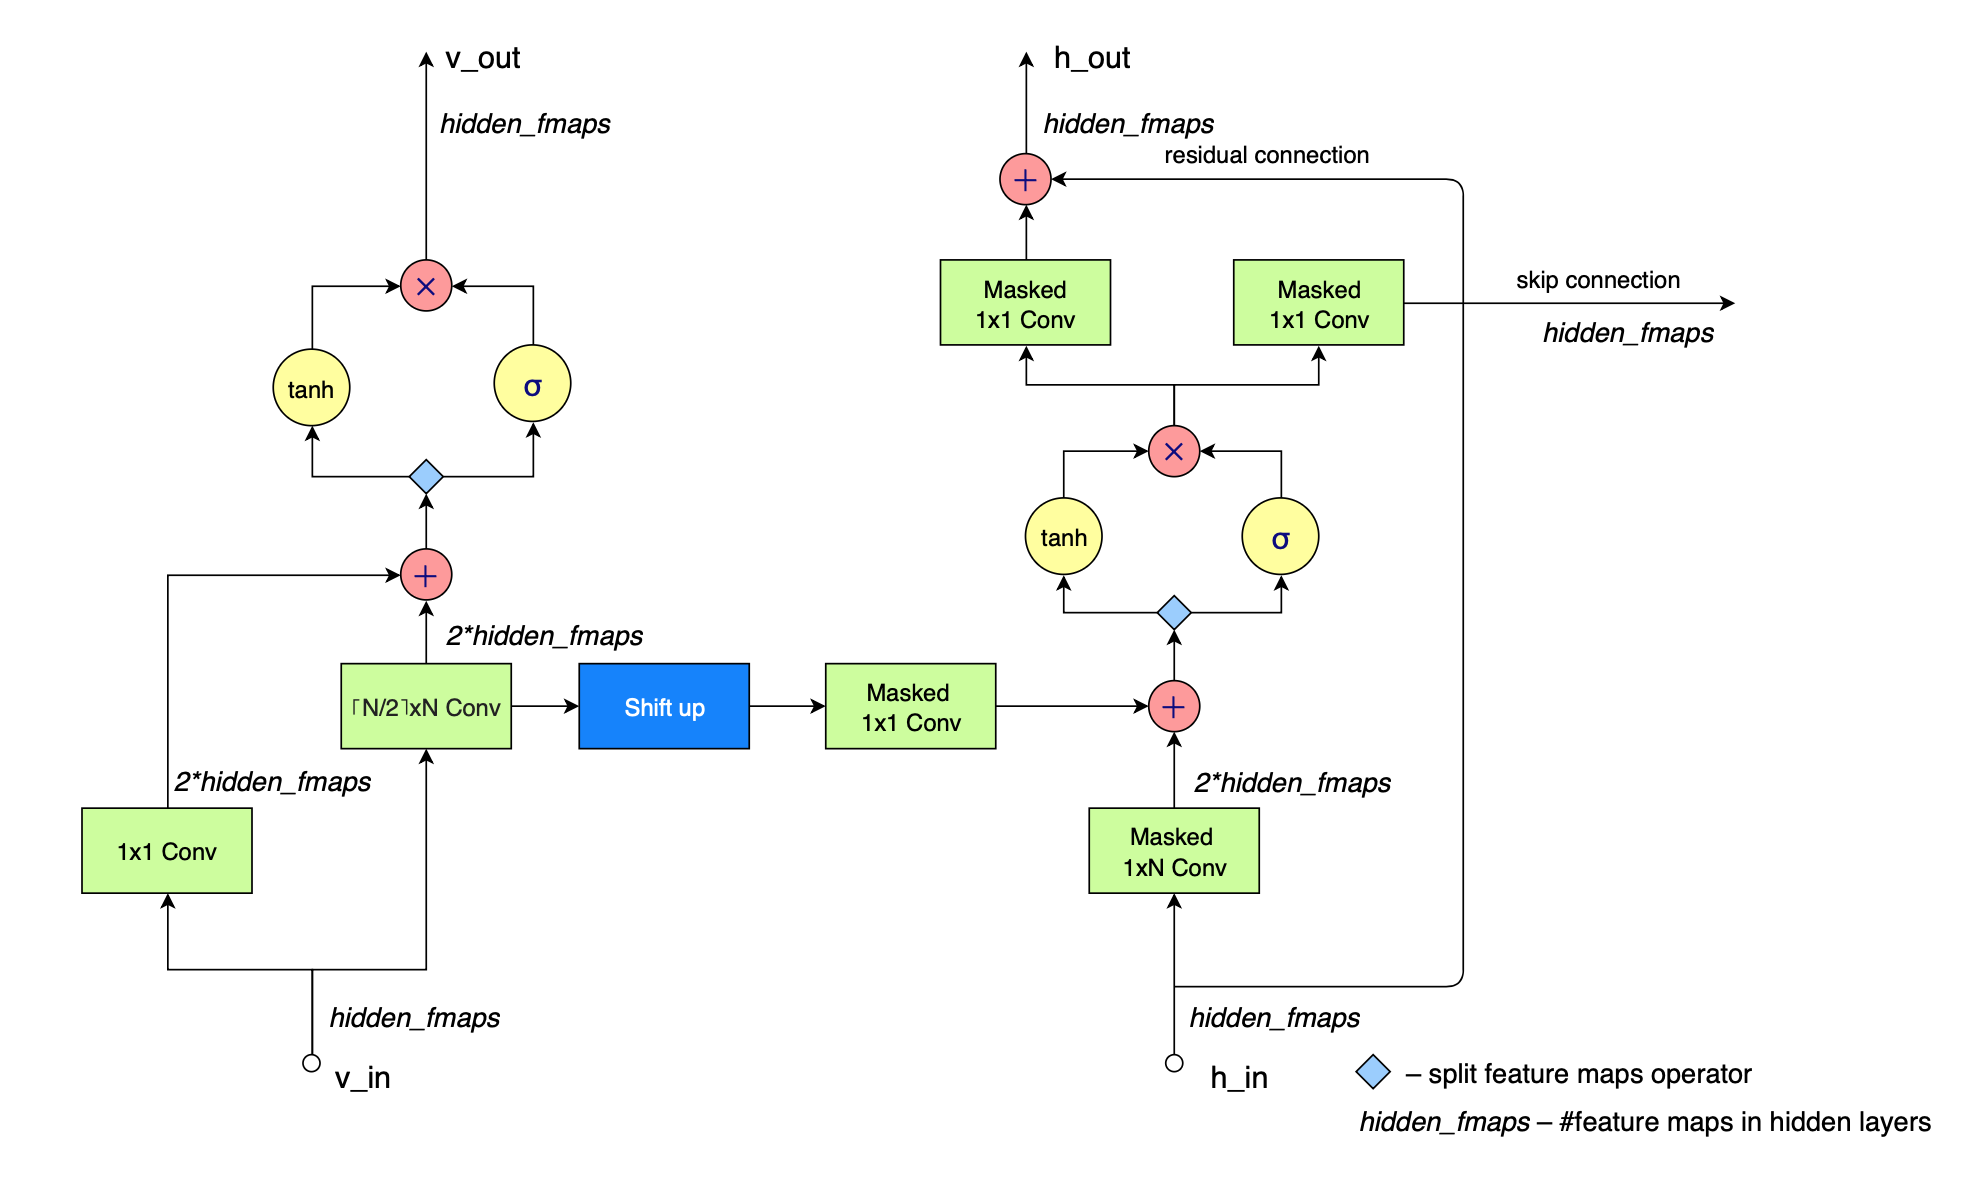 v_out
h_out
hidden_fmaps
hidden_fmaps
residual connection
+
×
Masked
1x1 Conv
Masked
1x1 Conv
skip connection
hidden_fmaps
tanh
σ
×
tanh
σ
+
2*hidden_fmaps
⌈N/2⌉xN Conv
Shift up
Masked
1x1 Conv
+
2*hidden_fmaps
2*hidden_fmaps
1x1 Conv
Masked
1xN Conv
hidden_fmaps
hidden_fmaps
v_in
h_in
– split feature maps operator
hidden_fmaps – #feature maps in hidden layers